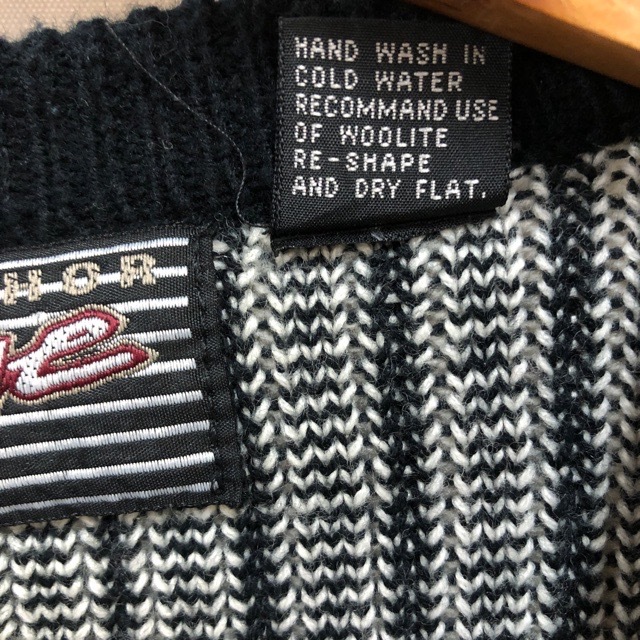 HAND WASH IN
COLD WATER
RECOMMAND USE
OF WOOLITE
RE-SHAPE
AND DRY FLAT.